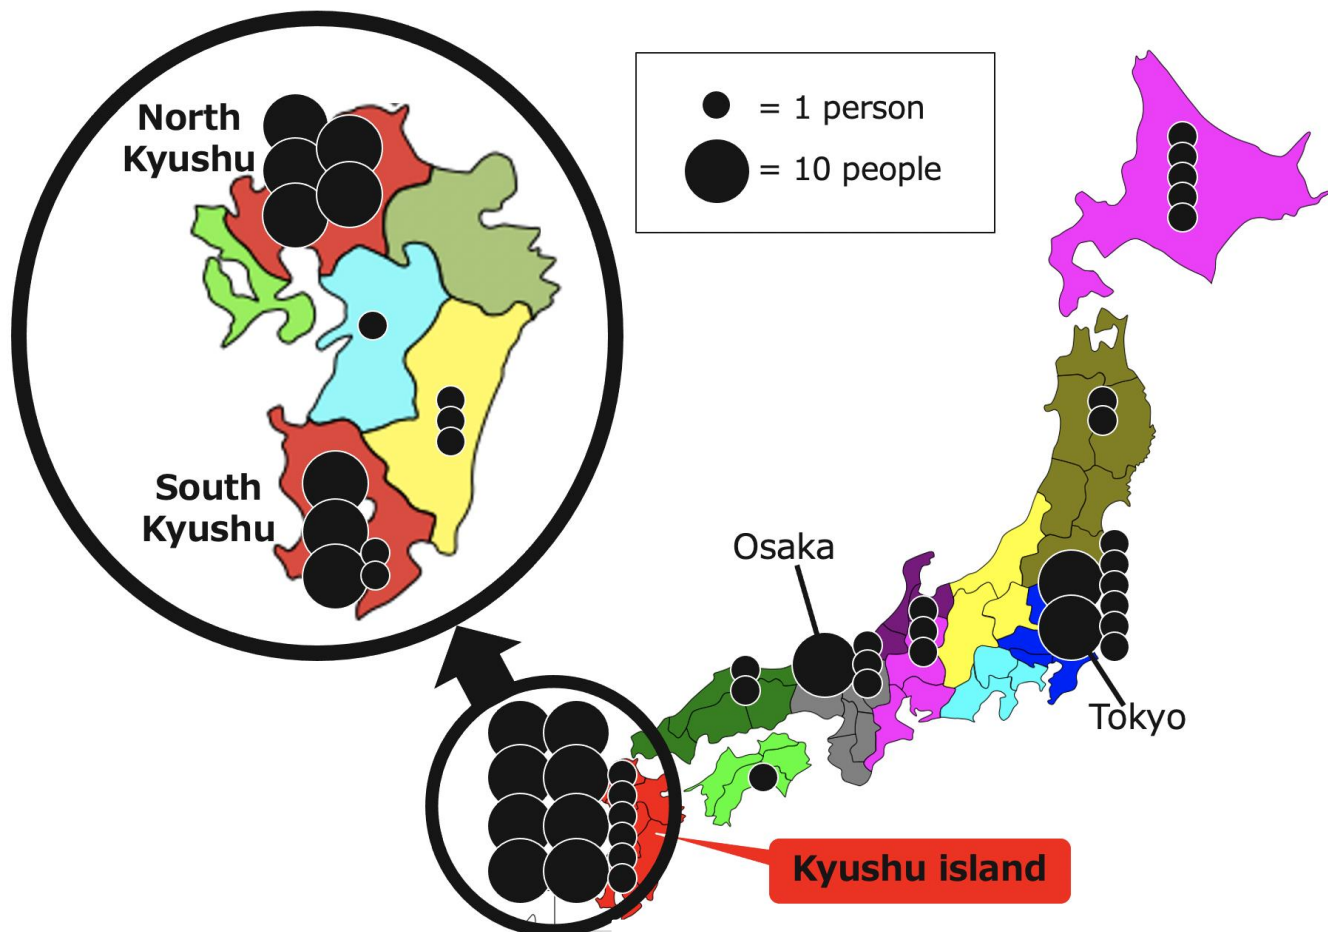 North
Kyushu
= 1 person
= 10 people
South
Kyushu
Osaka
Tokyo
Kyushu island